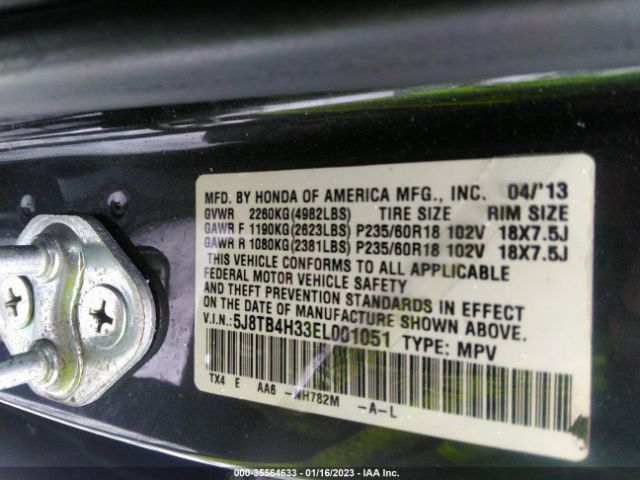 MFD. BY HONDA OF AMERICA MFG., INC. 04/'13
GVWR 2260KG(4982LBS) TIRE SIZE RIM SIZE
GAWR F 1190KG(2623LBS) P235/60R18 102V 18X7.5J
GAWR R 1080KG(2381LBS) P235/60R18 102V 18X7.5J
THIS VEHICLE CONFORMS TO ALL APPLICABLE
FEDERAL MOTOR VEHICLE SAFETY
AND THEFT PREVENTION STANDARDS IN EFFECT
ON THE DATE OF MANUFACTURE SHOWN ABOVE.
V.I.N.:5J8TB4H33EL001051 TYPE: MPV
TX4 E AA6 -NH782M -A-L
000-35564633 - 01/16/2023 - IAA Inc.